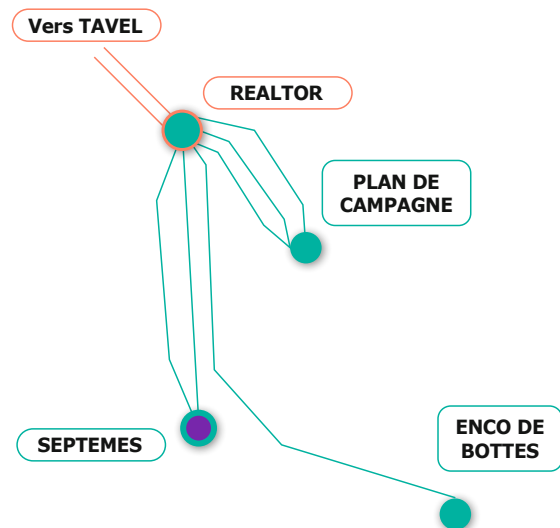 Vers TAVEL
REALTOR
PLAN DE
CAMPAGNE
SEPTEMES
ENCO DE
BOTTES